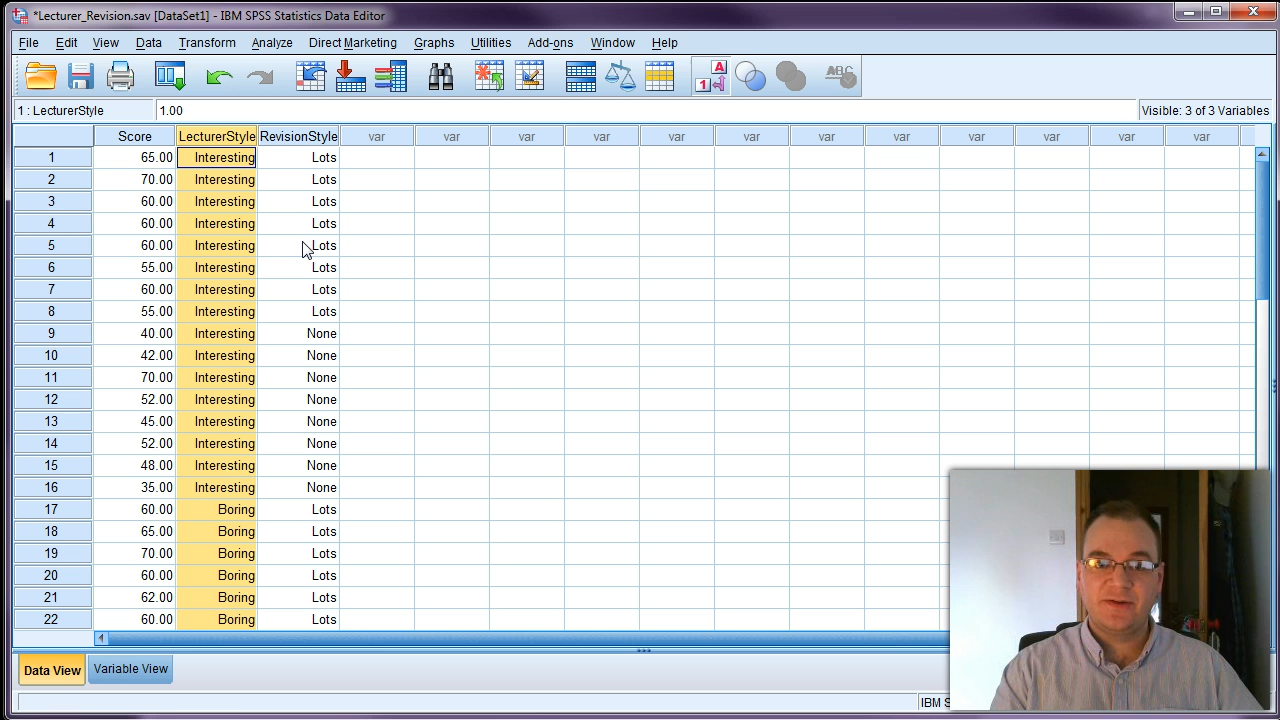 *Lecturer_Revision.sav [DataSet1] - IBM SPSS Statistics Data Editor
File Edit View Data Transform Analyze Direct Marketing Graphs Utilities Add-ons Window Help
1 A
ABC
1 : LecturerStyle 1.00 Visible: 3 of 3 Variables
Score LecturerStyle RevisionStyle var var var var var var var var var var var var
1 65.00 Interesting Lots
2 70.00 Interesting Lots
3 60.00 Interesting Lots
4 60.00 Interesting Lots
5 60.00 Interesting Lots
6 55.00 Interesting Lots
7 60.00 Interesting Lots
8 55.00 Interesting Lots
9 40.00 Interesting None
10 42.00 Interesting None
11 70.00 Interesting None
12 52.00 Interesting None
13 45.00 Interesting None
14 52.00 Interesting None
15 48.00 Interesting None
16 35.00 Interesting None
17 60.00 Boring Lots
18 65.00 Boring Lots
19 70.00 Boring Lots
20 60.00 Boring Lots
21 62.00 Boring Lots
22 60.00 Boring Lots
Data View Variable View
IBM S